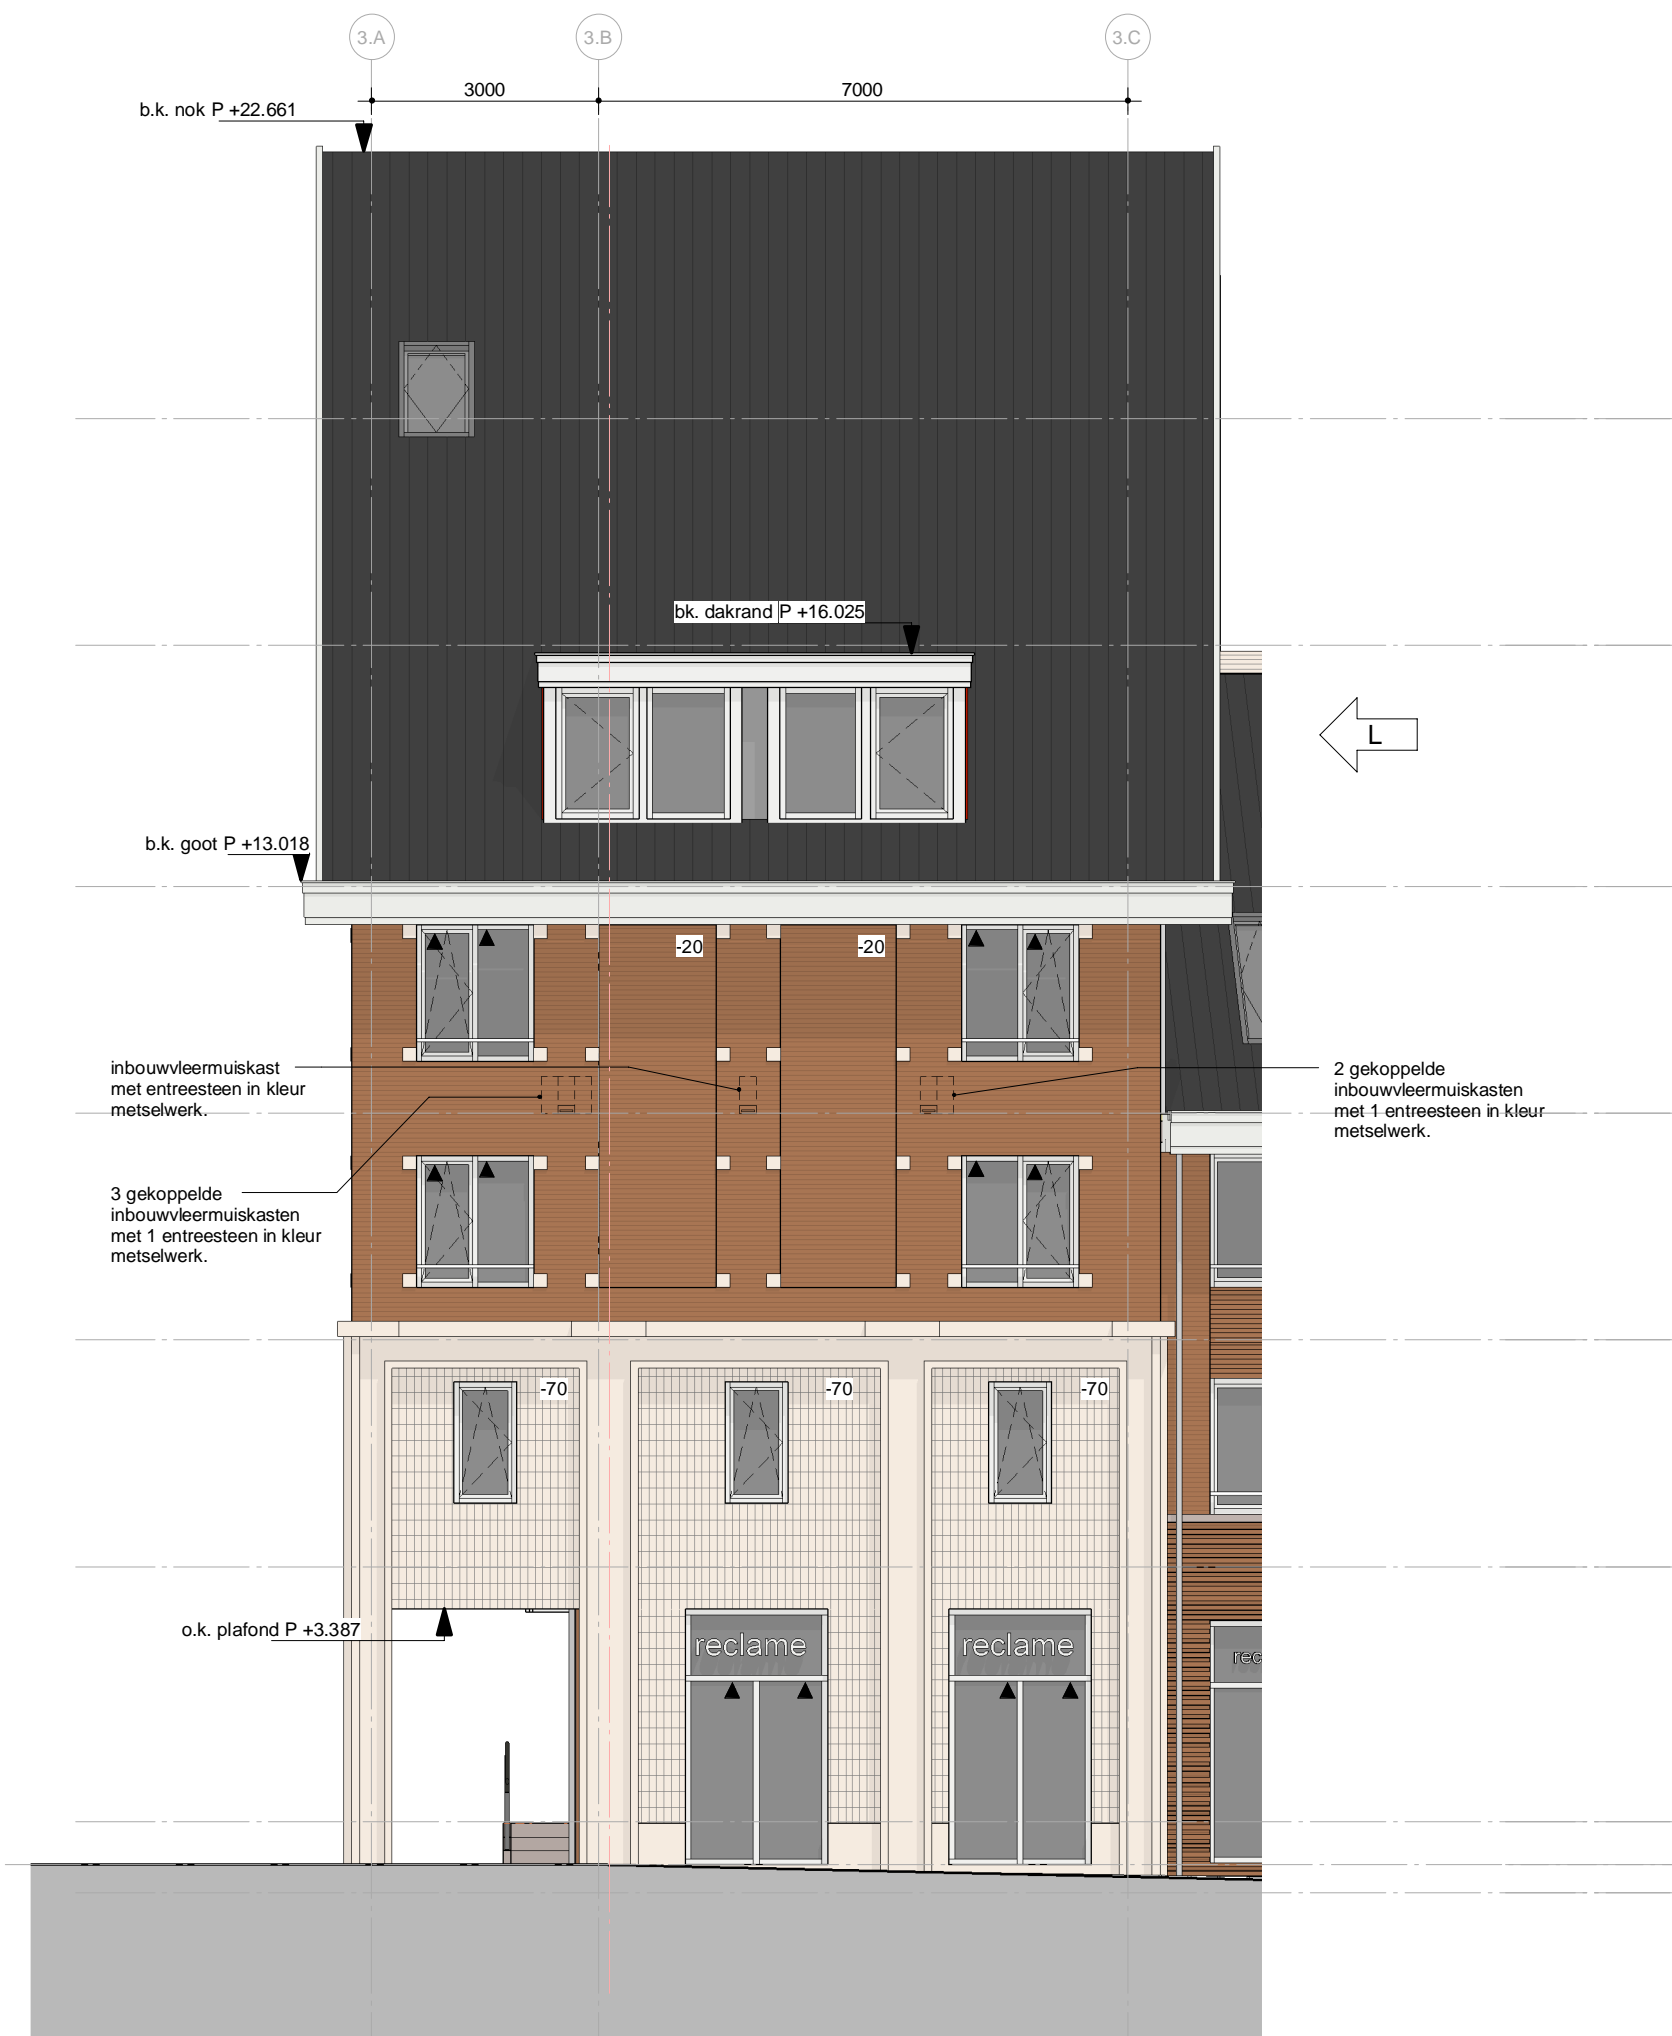 3.A
3.B
3.C
3000
7000
b.k. nok P +22.661
bk. dakrand P +16.025
L
b.k. goot P +13.018
-20
-20
inbouwvleermuiskast
met entreesteen in kleur
metselwerk.
2 gekoppelde
inbouwvleermuiskasten
met 1 entreesteen in kleur
metselwerk.
3 gekoppelde
inbouwvleermuiskasten
met 1 entreesteen in kleur
metselwerk.
-70
-70
-70
o.k. plafond P +3.387
reclame
reclame
rec